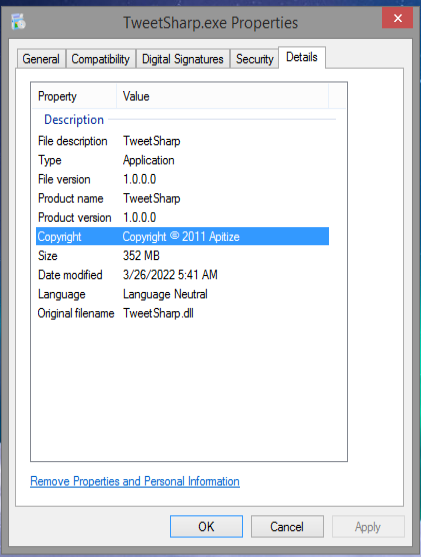 TweetSharp.exe Properties
General Compatibility Digital Signatures Security Details
Property Value
Description
File description TweetSharp
Type Application
File version 1.0.0.0
Product name TweetSharp
Product version 1.0.0.0
Copyright Copyright © 2011 Apitize
Size 352 MB
Date modified 3/26/2022 5:41 AM
Language Language Neutral
Original filename TweetSharp.dll
Remove Properties and Personal Information
OK Cancel Apply